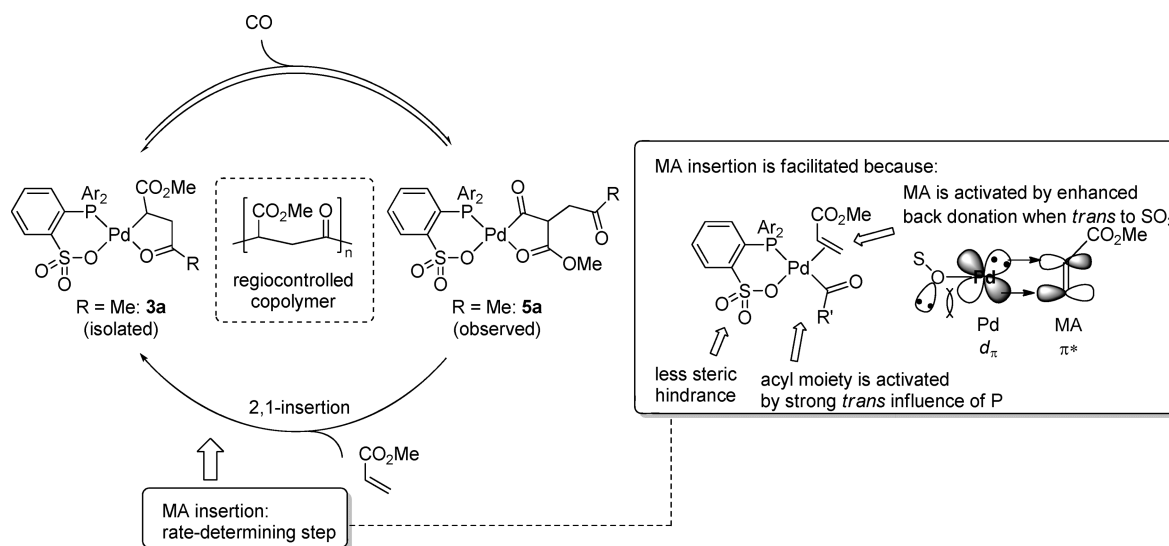 CO
CO₂Me
Ar₂
P
Pd
O
S
O
O
O
R
R = Me: 3a
(isolated)
CO₂Me O
n
regiocontrolled
copolymer
Ar₂
P
O
R
O
Pd
S
O
O
O
O
OMe
R = Me: 5a
(observed)
2,1-insertion
CO₂Me
MA insertion:
rate-determining step
MA insertion is facilitated because:
MA is activated by enhanced
back donation when trans to SO₃
CO₂Me
Ar₂
P
Pd
S
O
O
O
O
R'
CO₂Me
S
O
Pd
Pd
MA
dπ
π*
less steric
hindrance
acyl moiety is activated
by strong trans influence of P